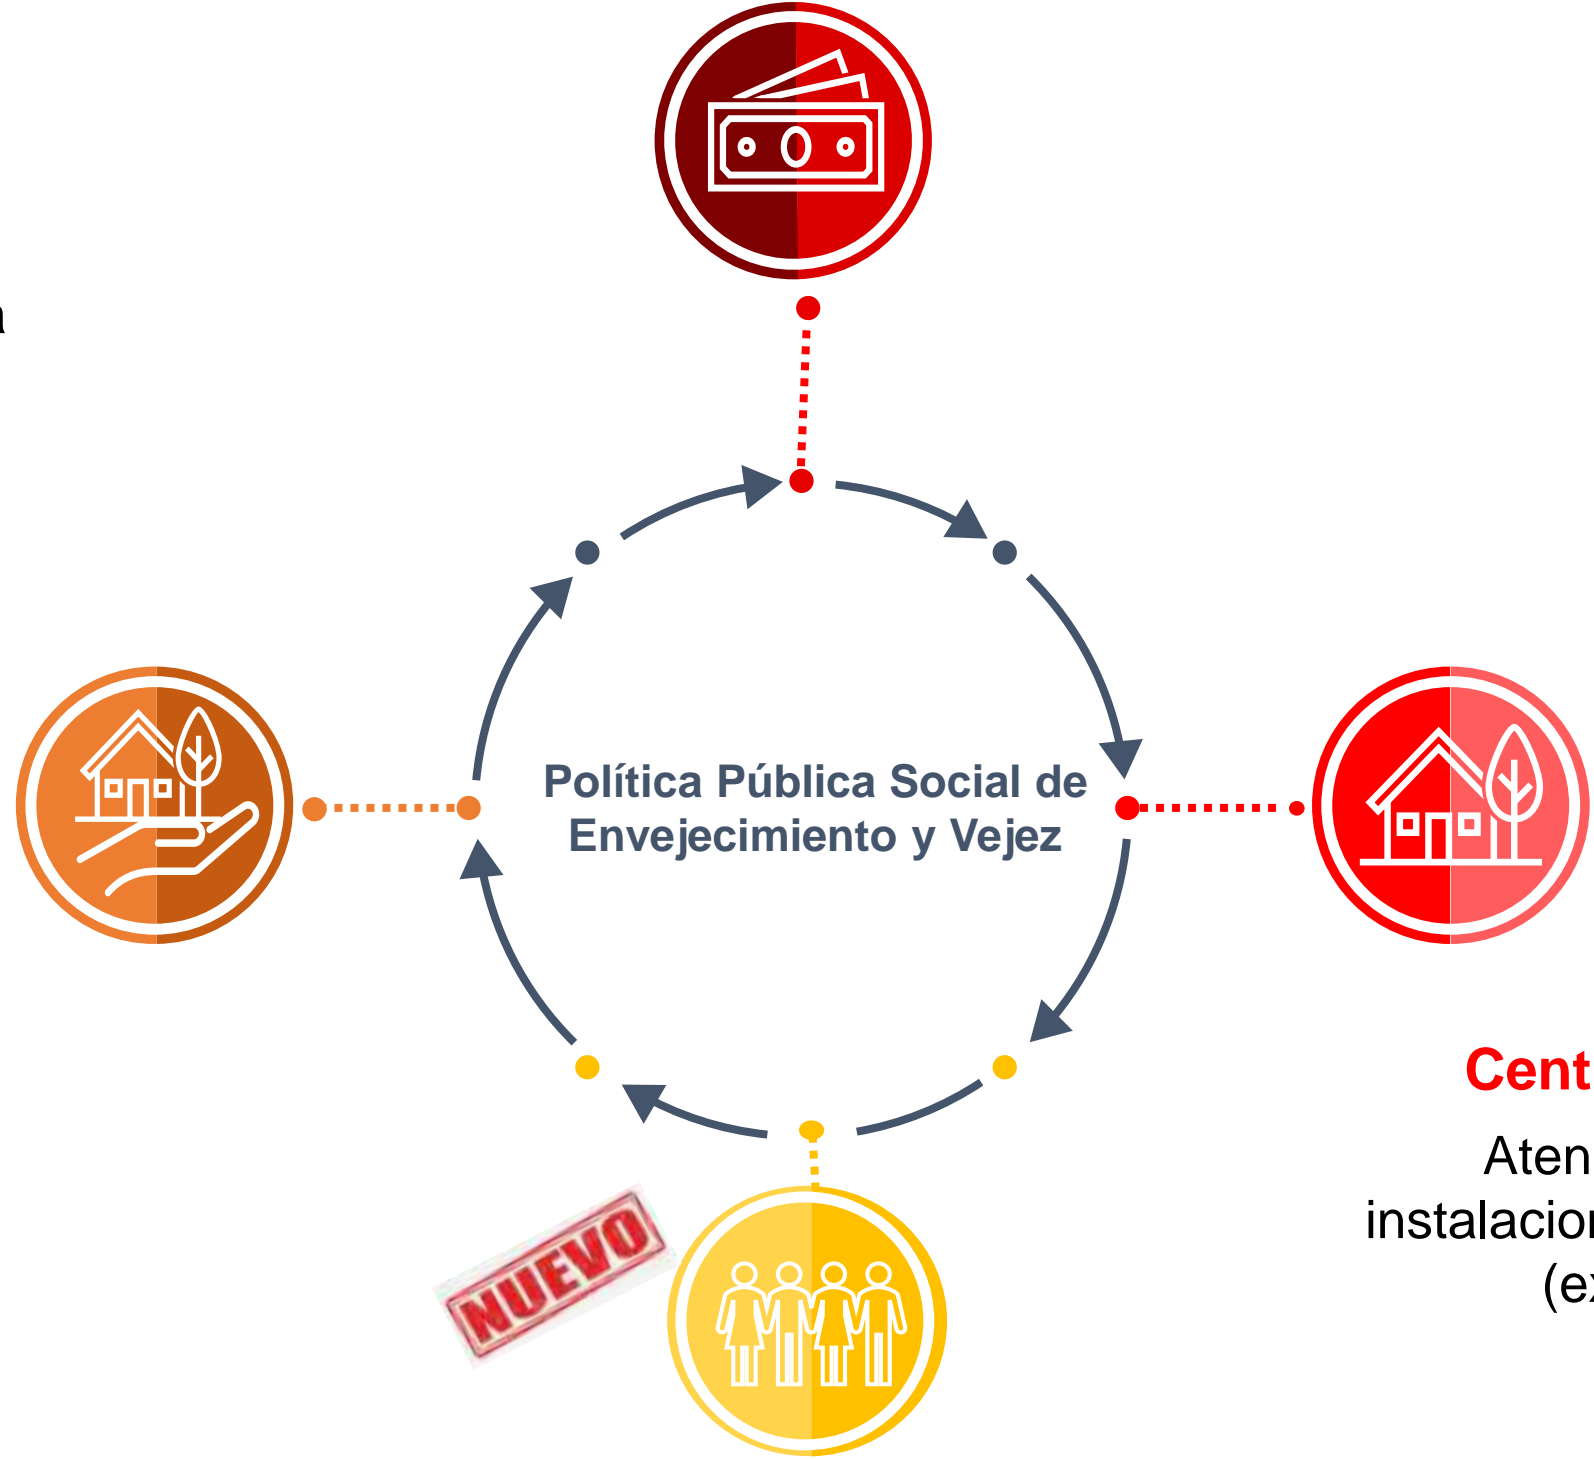 Política Pública Social de
Envejecimiento y Vejez
Cent
Aten
instalacion
(ex
NUEVO